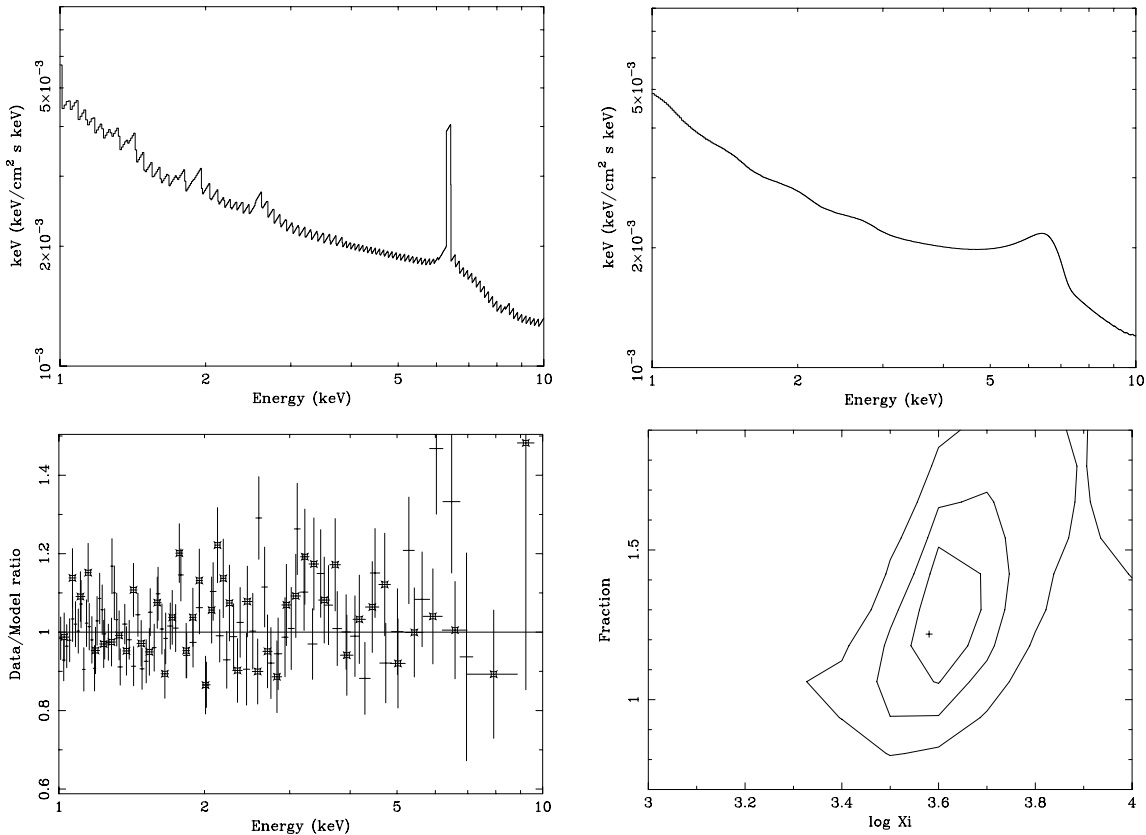 keV (keV/cm² s keV)
5×10⁻³
2×10⁻³
10⁻³
1 2 5 10
Energy (keV)
keV (keV/cm² s keV)
5×10⁻³
2×10⁻³
10⁻³
1 2 5 10
Energy (keV)
Data/Model ratio
1.4
1.2
1
0.8
0.6
1 2 5 10
Energy (keV)
Fraction
1.5
1
3 3.2 3.4 3.6 3.8 4
log Xi